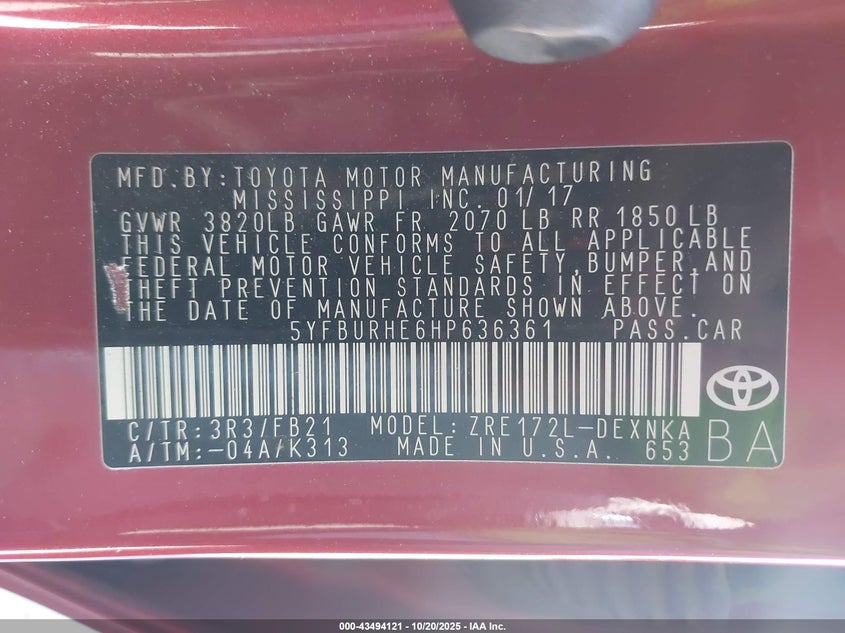 MFD.BY:TOYOTA MOTOR MANUFACTURING
MISSISSIPPI INC. 01/17
GVWR 3820LB GAWR FR 2070 LB RR 1850 LB
THIS VEHICLE CONFORMS TO ALL APPLICABLE
FEDERAL MOTOR VEHICLE SAFETY,BUMPER,AND
THEFT PREVENTION STANDARDS IN EFFECT ON
THE DATE OF MANUFACTURE SHOWN ABOVE.
5YFBURHE6HP636361 PASS.CAR
C/TR:3R3/FB21 MODEL:ZRE172L-DEXNKA
A/TM:-04A/K313 MADE IN U.S.A. 653
BA
000-43494121 - 10/20/2025 - IAA Inc.